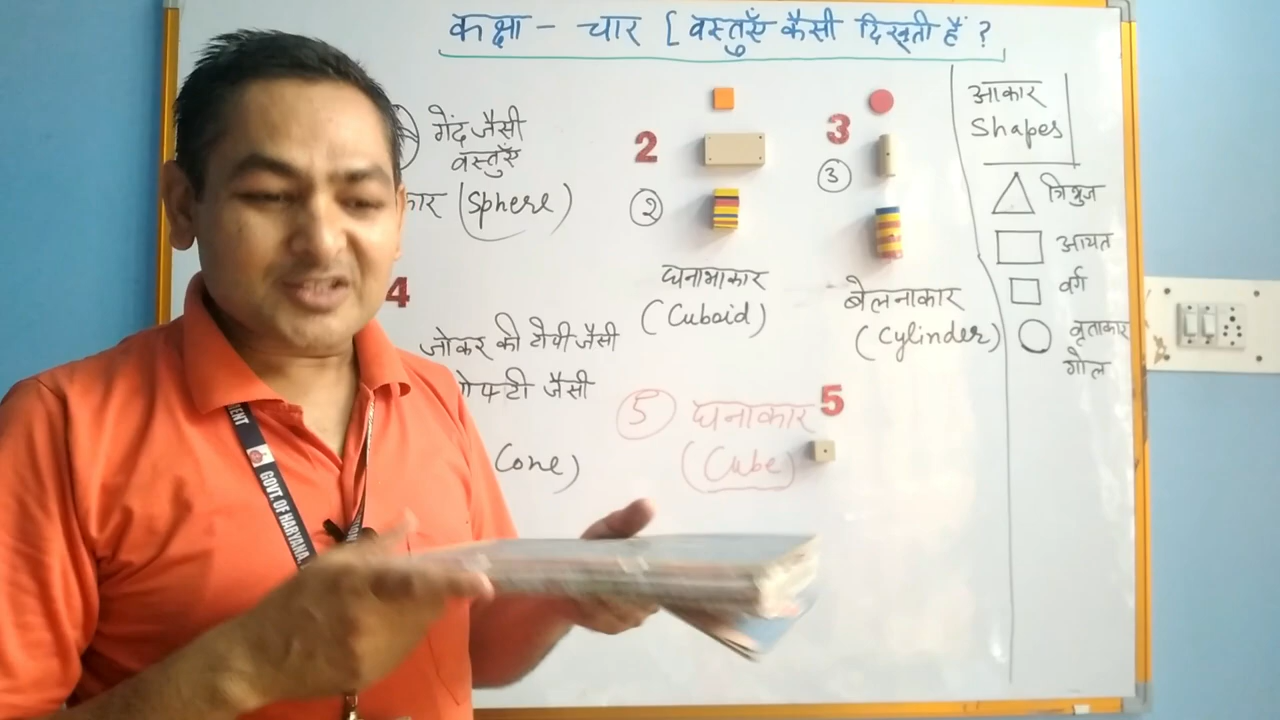 कक्षा - चार [ वस्तुएँ कैसी दिखती हैं ?
गेंद जैसी
वस्तुएँ
कार (Sphere)
2
②
घनाभाकार
(Cuboid)
3
③
बेलनाकार
(Cylinder)
आकार
Shapes
त्रिभुज
आयत
वर्ग
वृताकार
गोल
4
जोकर की टोपी जैसी
जैसी
Cone)
5
⑤ घनाकार
(Cube)
GOVT. OF HARYANA